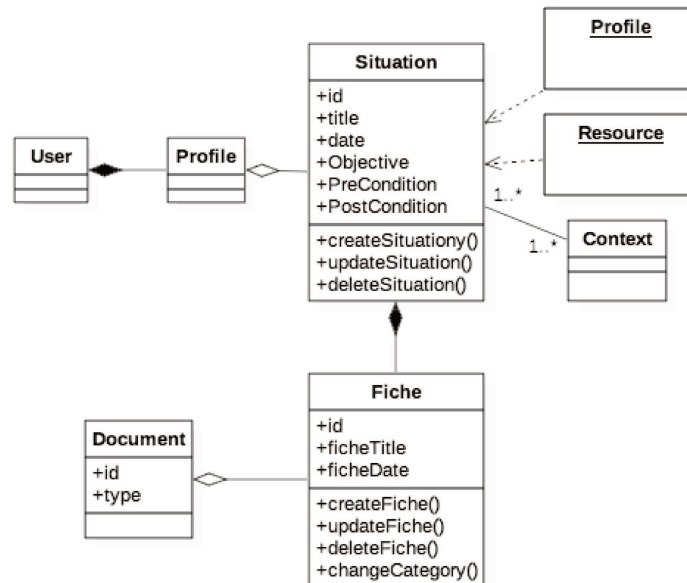 Profile
Situation
+id
+title
+date
+Objective
+PreCondition
+PostCondition
+createSituationy()
+updateSituation()
+deleteSituation()
User
Profile
Resource
1..*
1..*
Context
Fiche
+id
+ficheTitle
+ficheDate
+createFiche()
+updateFiche()
+deleteFiche()
+changeCategory()
Document
+id
+type